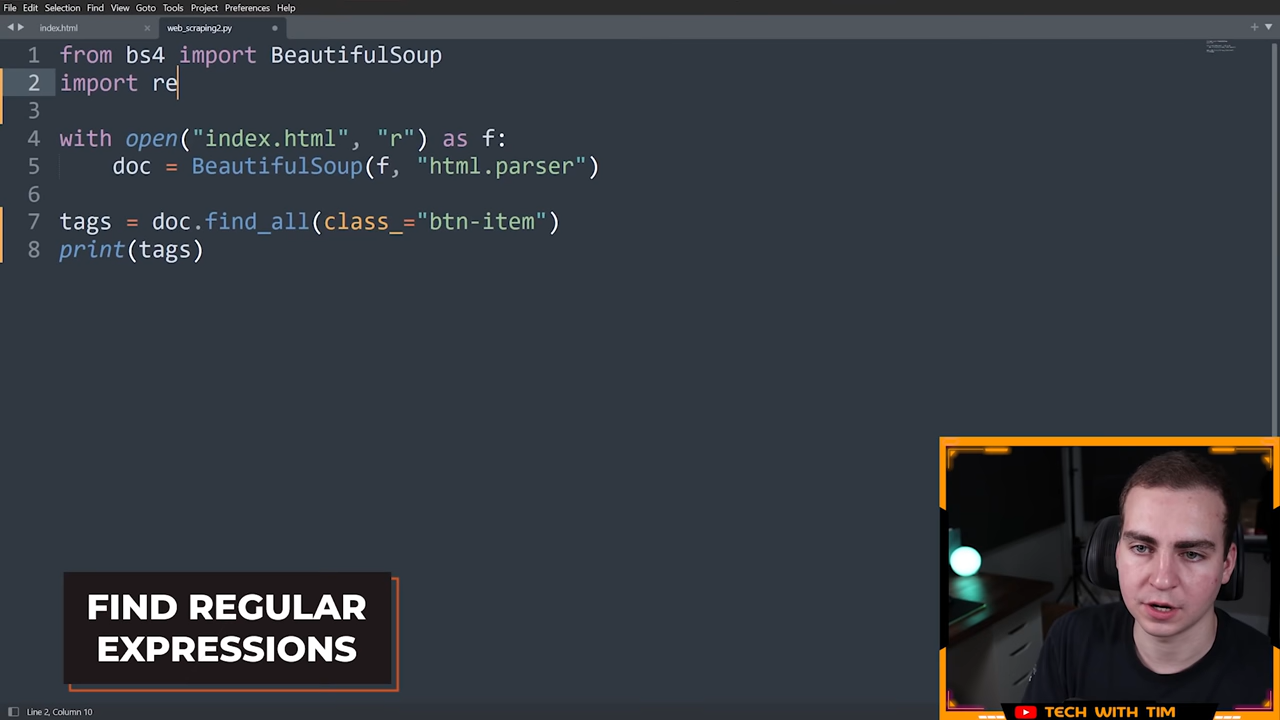 File Edit Selection Find View Goto Tools Project Preferences Help
index.html web_scraping2.py
1 from bs4 import BeautifulSoup
2 import re
3
4 with open("index.html", "r") as f:
5 doc = BeautifulSoup(f, "html.parser")
6
7 tags = doc.find_all(class_="btn-item")
8 print(tags)
FIND REGULAR
EXPRESSIONS
TECH WITH TIM
Line 2, Column 10